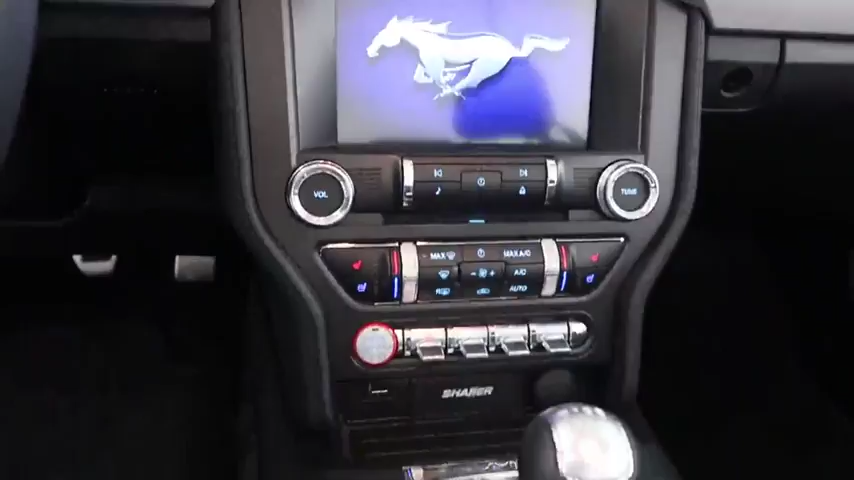 VOL
TUNE
MAX
MAX A/C
A/C
R
AUTO
SHAKER